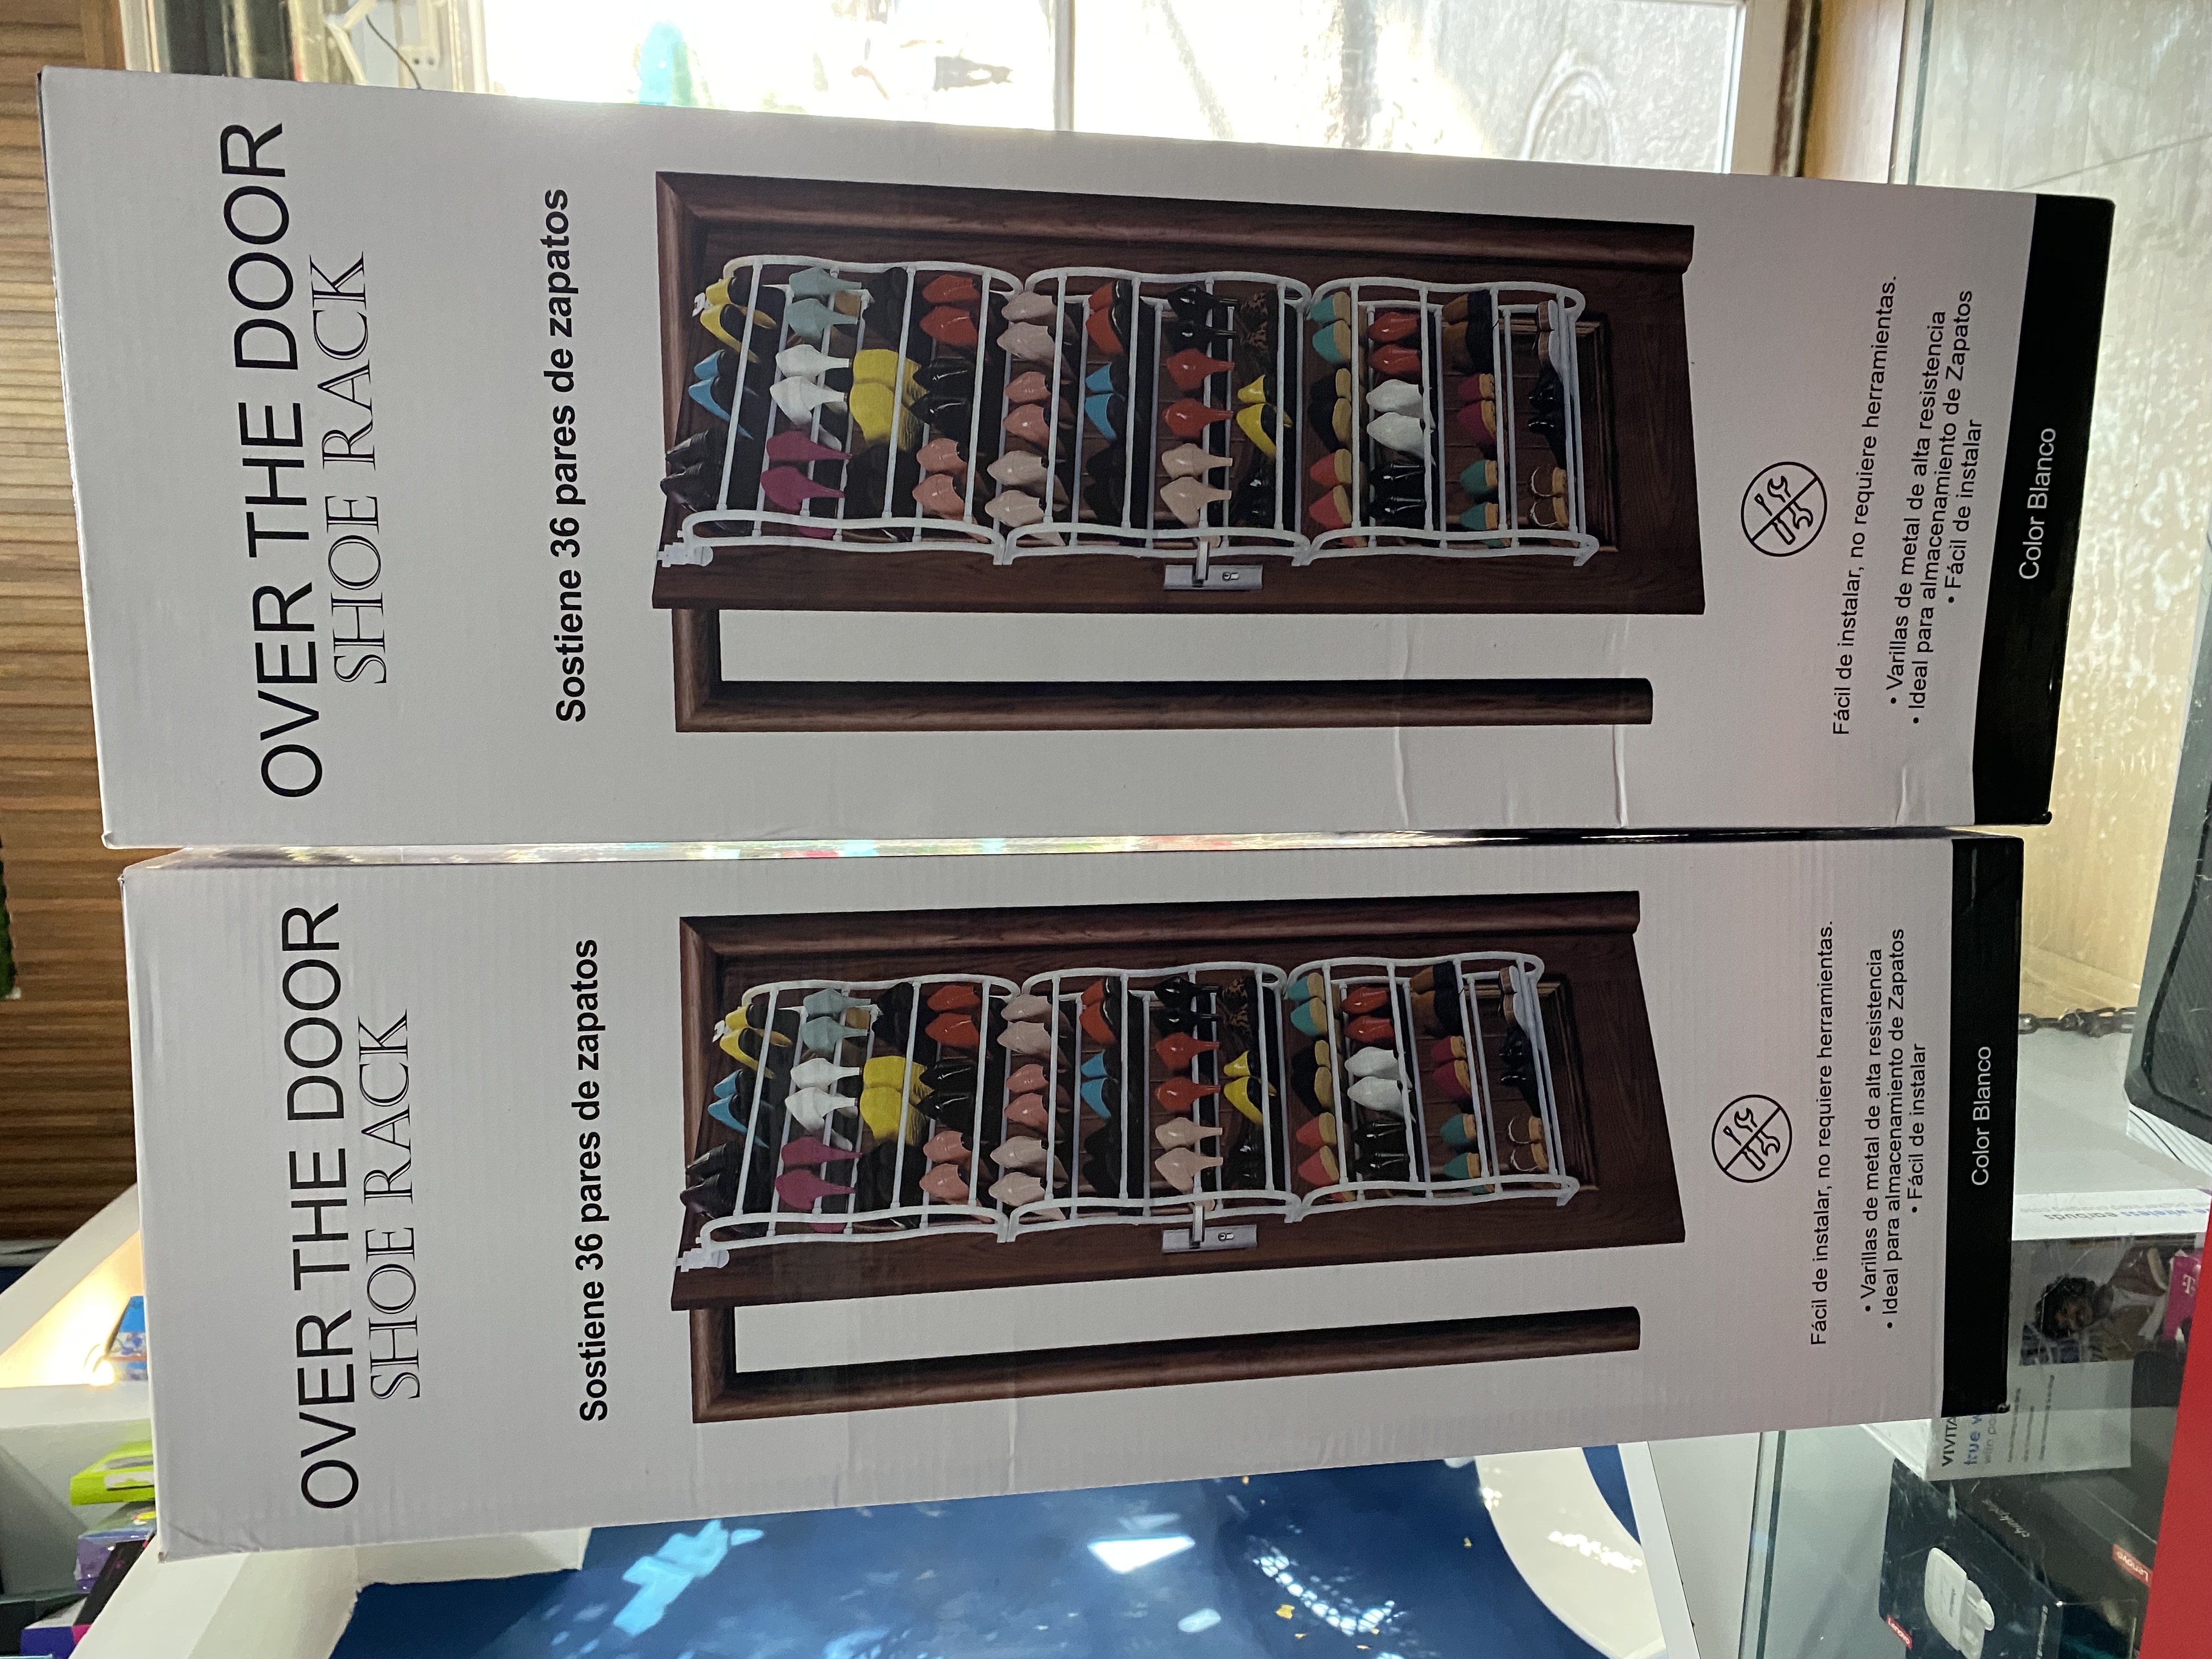 OVER THE DOOR
SHOE RACK
Sostiene 36 pares de zapatos
Fácil de instalar, no requiere herramientas.
• Varillas de metal de alta resistencia
• Ideal para almacenamiento de Zapatos
• Fácil de instalar
Color Blanco
OVER THE DOOR
SHOE RACK
Sostiene 36 pares de zapatos
Fácil de instalar, no requiere herramientas.
• Varillas de metal de alta resistencia
• Ideal para almacenamiento de Zapatos
• Fácil de instalar
Color Blanco
VIVITA
true w
Lenovo